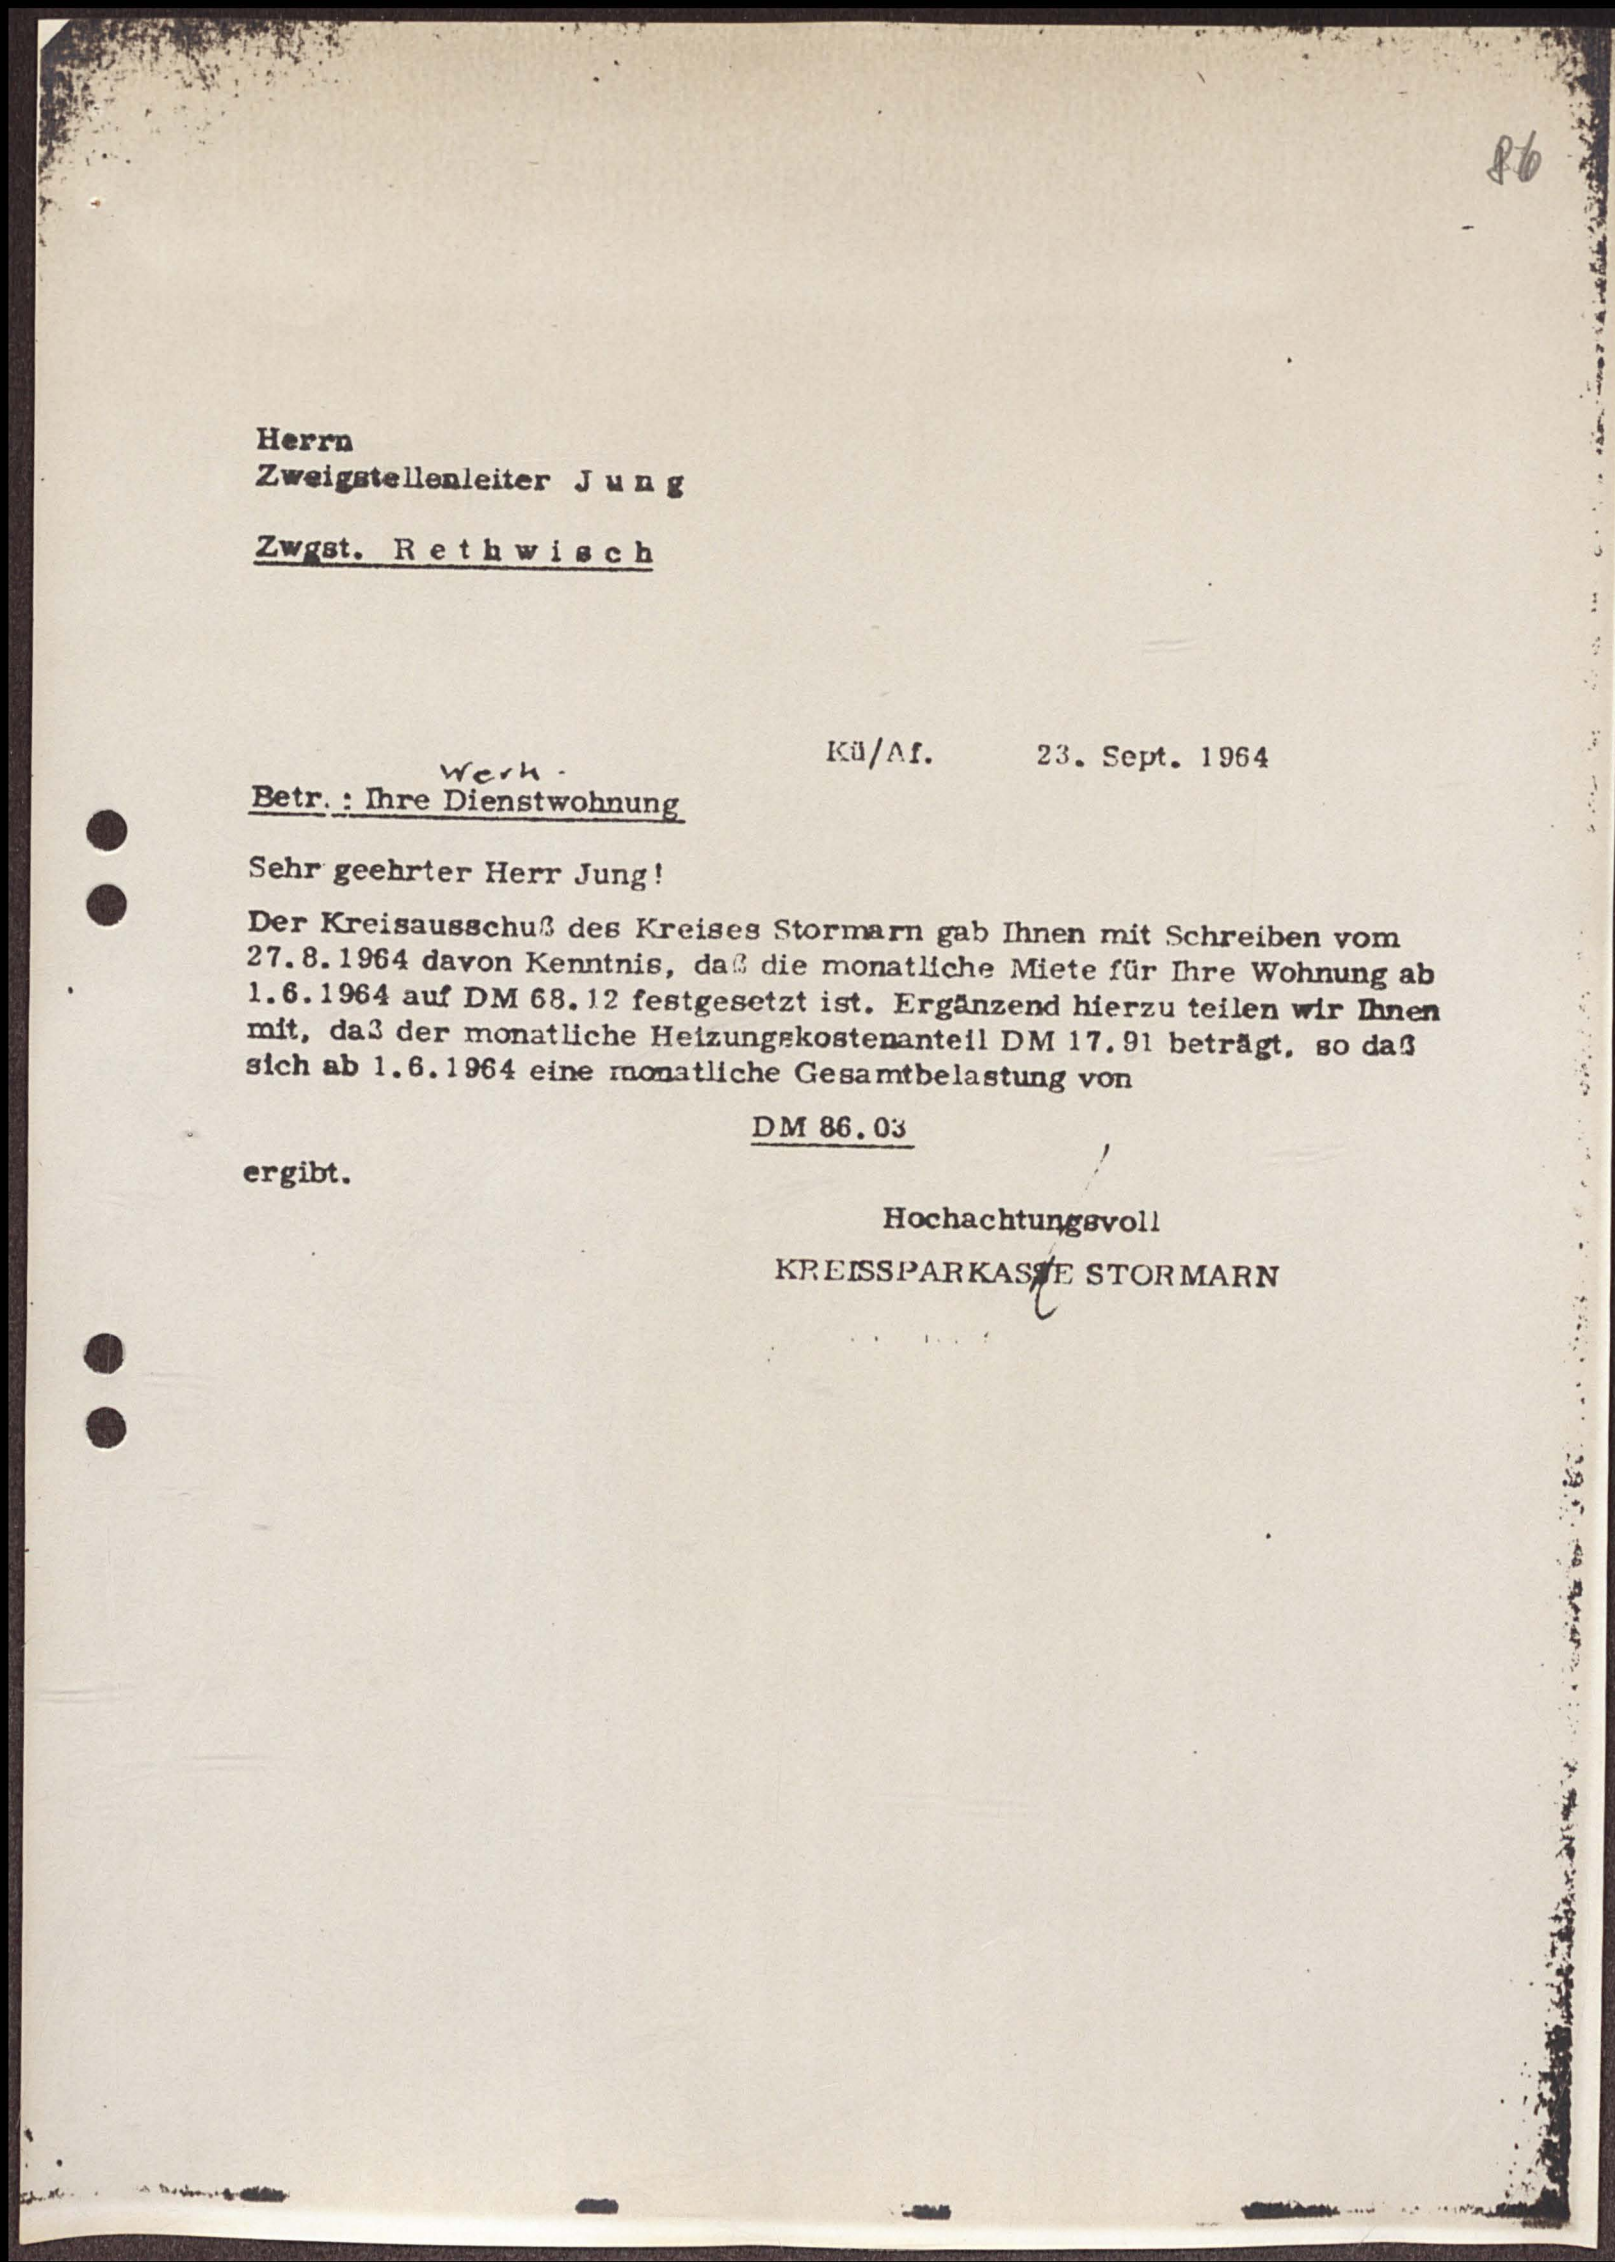 86
Herrn
Zweigstellenleiter J u n g
Zwgst. R e t h w i s c h
Kü/Af. 23. Sept. 1964
Werk-
Betr. : Ihre Dienstwohnung
Sehr geehrter Herr Jung!
Der Kreisausschuß des Kreises Stormarn gab Ihnen mit Schreiben vom
27.8.1964 davon Kenntnis, daß die monatliche Miete für Ihre Wohnung ab
1.6.1964 auf DM 68.12 festgesetzt ist. Ergänzend hierzu teilen wir Ihnen
mit, daß der monatliche Heizungskostenanteil DM 17.91 beträgt, so daß
sich ab 1.6.1964 eine monatliche Gesamtbelastung von
DM 86.03
ergibt.
Hochachtungsvoll
KREISSPARKASSE STORMARN